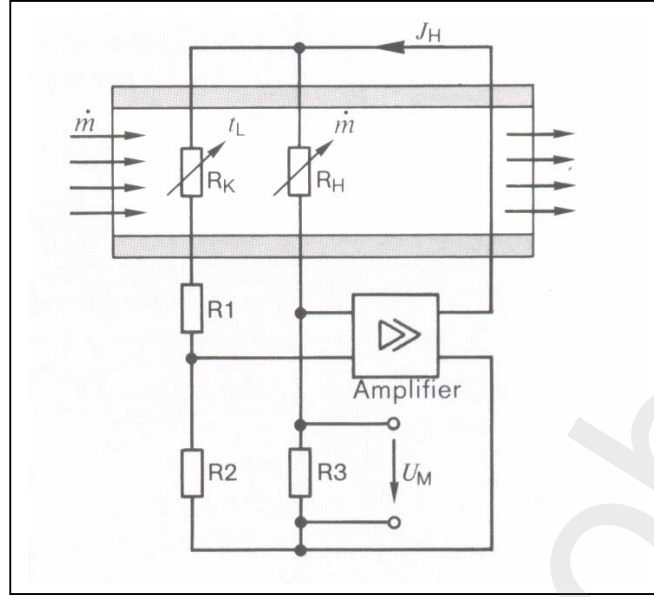 J_H
ṁ
t_L
ṁ
R_K
R_H
R1
Amplifier
R2
R3
U_M